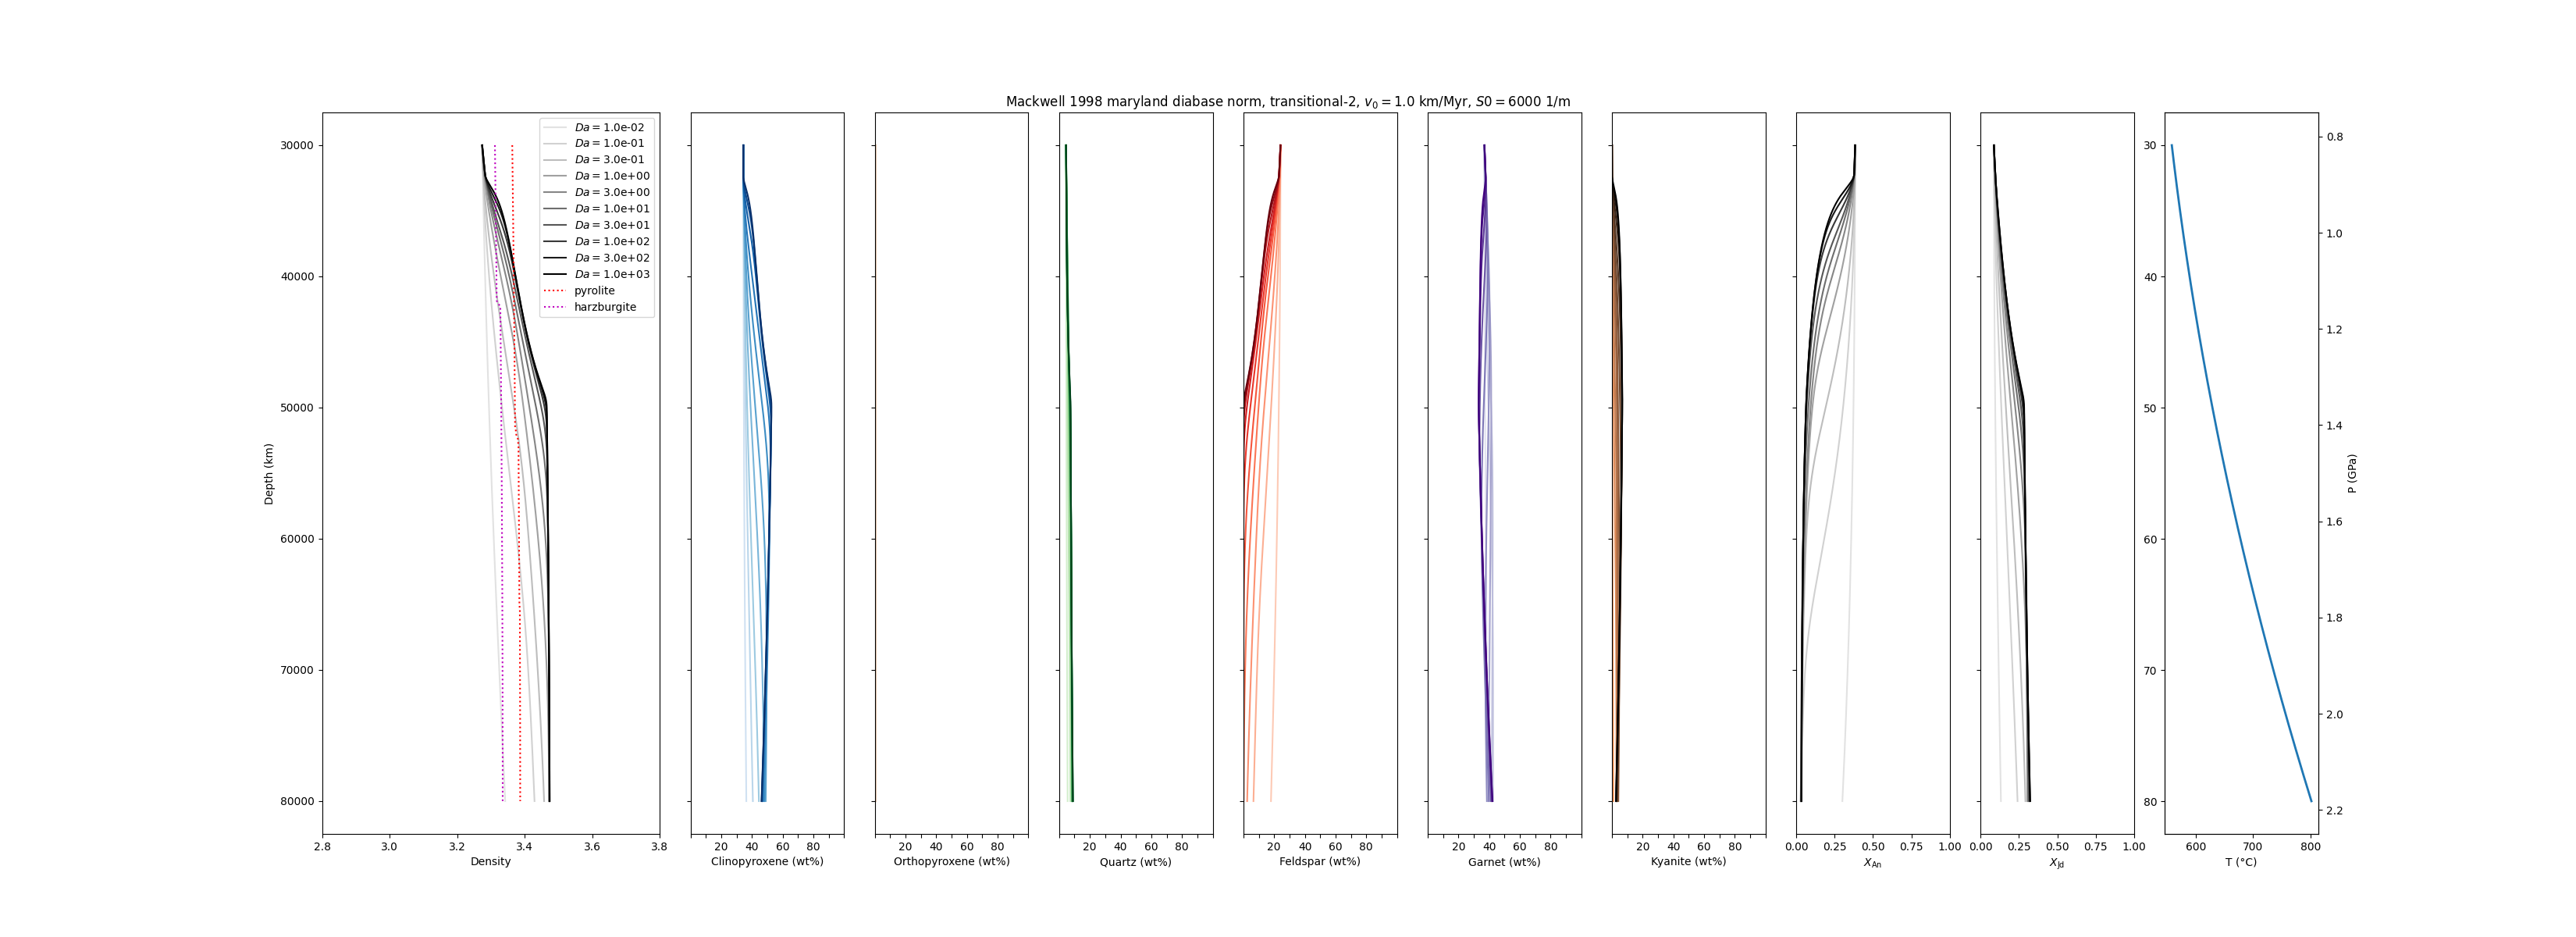 Mackwell 1998 maryland diabase norm, transitional-2, v₀ = 1.0 km/Myr, S0 = 6000 1/m
Da = 1.0e-02
Da = 1.0e-01
Da = 3.0e-01
Da = 1.0e+00
Da = 3.0e+00
Da = 1.0e+01
Da = 3.0e+01
Da = 1.0e+02
Da = 3.0e+02
Da = 1.0e+03
pyrolite
harzburgite
Depth (km)
30000
40000
50000
60000
70000
80000
2.8 3.0 3.2 3.4 3.6 3.8
Density
20 40 60 80
Clinopyroxene (wt%)
20 40 60 80
Orthopyroxene (wt%)
20 40 60 80
Quartz (wt%)
20 40 60 80
Feldspar (wt%)
20 40 60 80
Garnet (wt%)
20 40 60 80
Kyanite (wt%)
0.00 0.25 0.50 0.75 1.00
X_An
0.00 0.25 0.50 0.75 1.00
X_Jd
30
40
50
60
70
80
600 700 800
T (°C)
0.8
1.0
1.2
1.4
1.6
1.8
2.0
2.2
P (GPa)